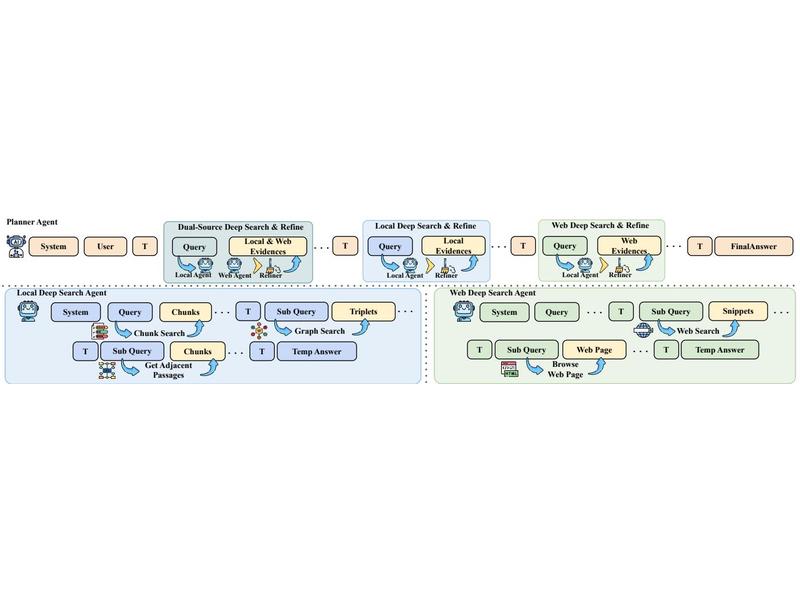 Planner Agent
System
User
T
Dual-Source Deep Search & Refine
Query
Local & Web
Evidences
Local Agent
Web Agent
Refiner
...
T
Local Deep Search & Refine
Query
Local
Evidences
Local Agent
Refiner
...
T
Web Deep Search & Refine
Query
Web
Evidences
Local Agent
Refiner
...
T
FinalAnswer
Local Deep Search Agent
System
Query
Chunks
Chunk Search
...
T
Sub Query
Triplets
Graph Search
...
T
Sub Query
Chunks
Get Adjacent
Passages
...
T
Temp Answer
Web Deep Search Agent
System
Query
...
T
Sub Query
Snippets
Web Search
...
T
Sub Query
Web Page
HTML
Browse
Web Page
...
T
Temp Answer